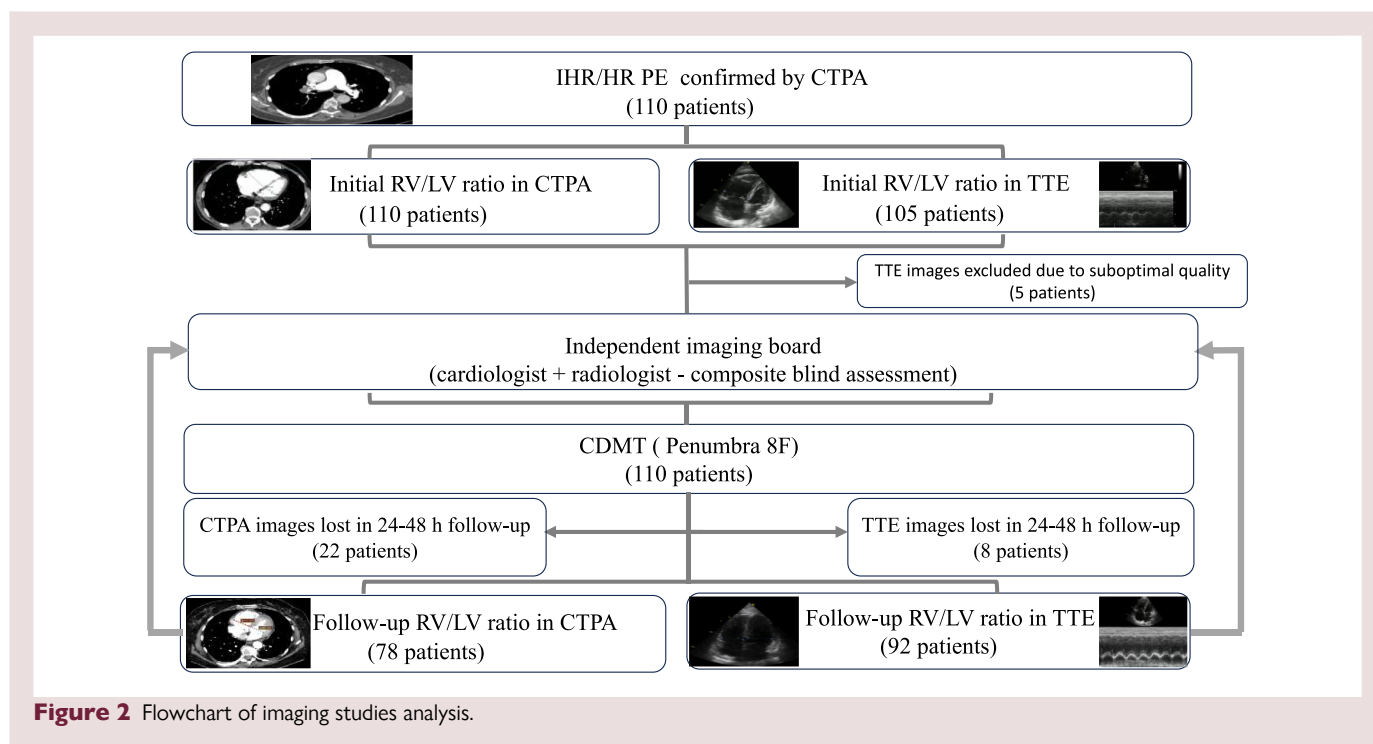 IHR/HR PE confirmed by CTPA
(110 patients)
Initial RV/LV ratio in CTPA
(110 patients)
Initial RV/LV ratio in TTE
(105 patients)
TTE images excluded due to suboptimal quality
(5 patients)
Independent imaging board
(cardiologist + radiologist - composite blind assessment)
CDMT ( Penumbra 8F)
(110 patients)
CTPA images lost in 24-48 h follow-up
(22 patients)
TTE images lost in 24-48 h follow-up
(8 patients)
Follow-up RV/LV ratio in CTPA
(78 patients)
Follow-up RV/LV ratio in TTE
(92 patients)
Figure 2 Flowchart of imaging studies analysis.